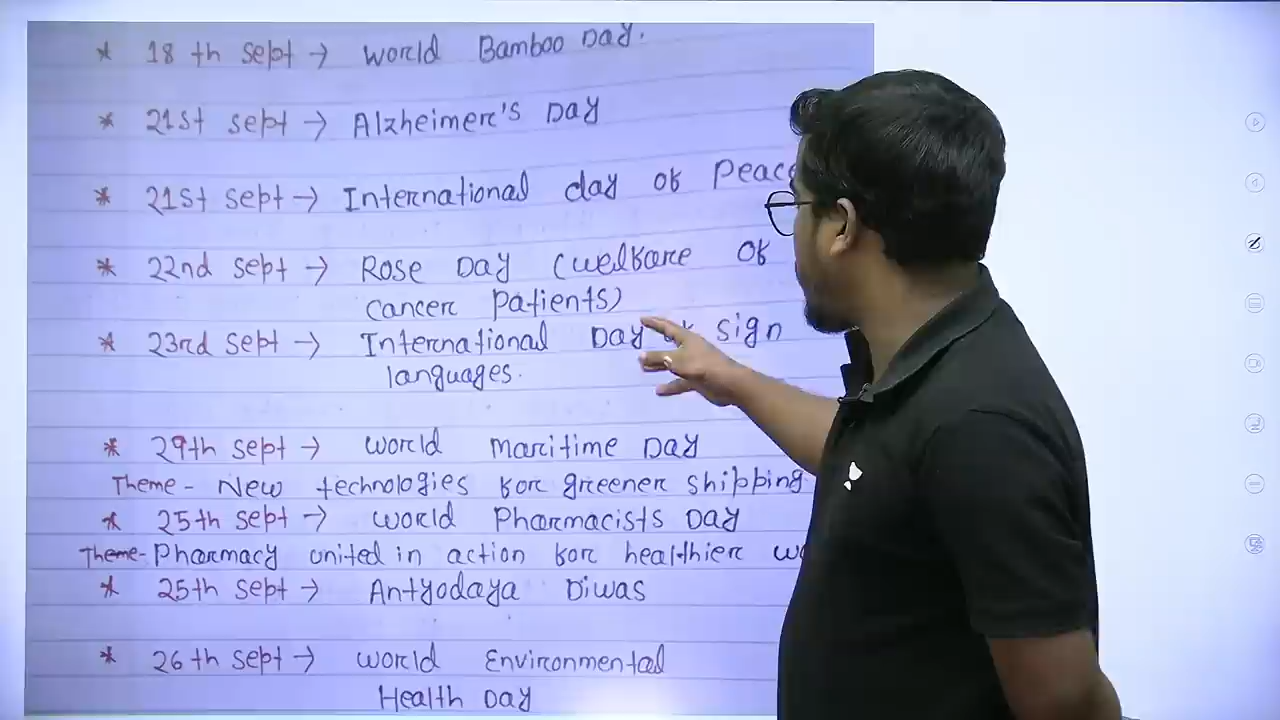 * 18 th sept → world Bamboo Day.
* 21st sept → Alzheimer's Day
* 21st sept → International day of Peace
* 22nd sept → Rose Day (welfare of
cancer patients)
* 23rd sept → International Day of sign
languages.
* 29th sept → world maritime Day
Theme - New technologies for greener shipping
* 25th sept → world Pharmacists Day
Theme- Pharmacy united in action for healthier
* 25th sept → Antyodaya Diwas
* 26 th sept → world Environmental
Health Day